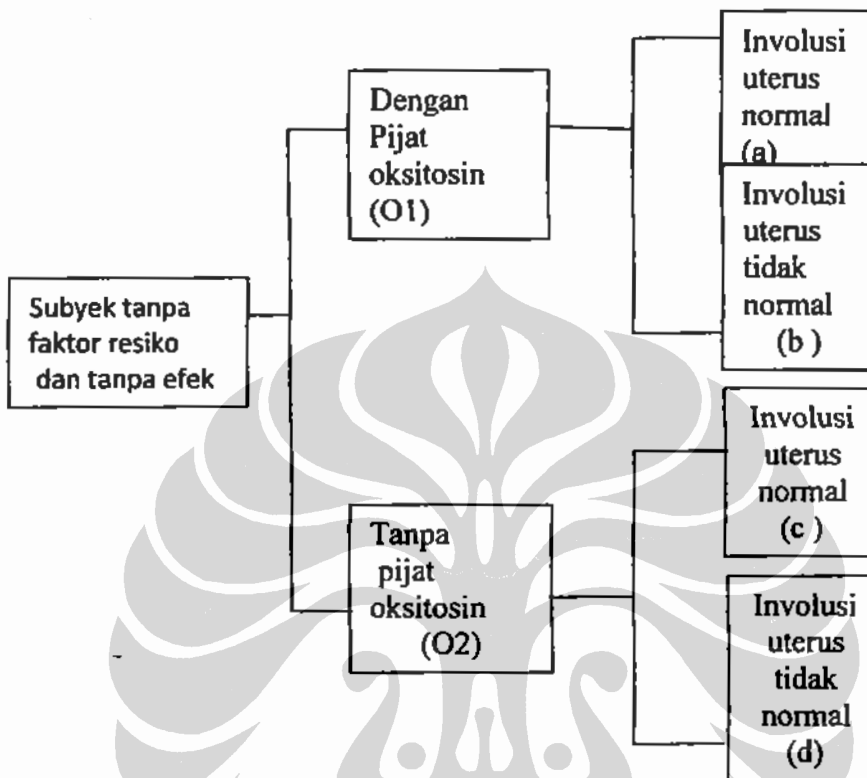 Involusi
uterus
normal
(a)
Dengan
Pijat
oksitosin
(O1)
Involusi
uterus
tidak
normal
(b )
Subyek tanpa
faktor resiko
dan tanpa efek
Involusi
uterus
normal
(c )
Tanpa
pijat
oksitosin
(O2)
Involusi
uterus
tidak
normal
(d)